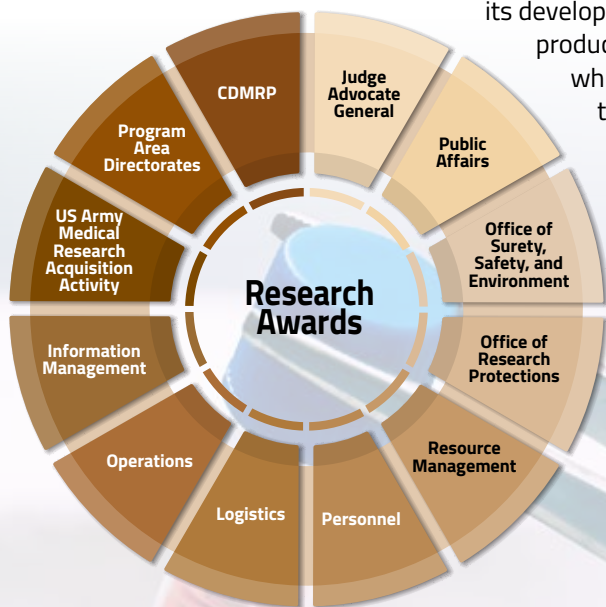 its develop
produc
wh
t
CDMRP
Judge
Advocate
General
Public
Affairs
Office of
Surety,
Safety, and
Environment
Office of
Research
Protections
Resource
Management
Personnel
Logistics
Operations
Information
Management
US Army
Medical
Research
Acquisition
Activity
Program
Area
Directorates
Research
Awards